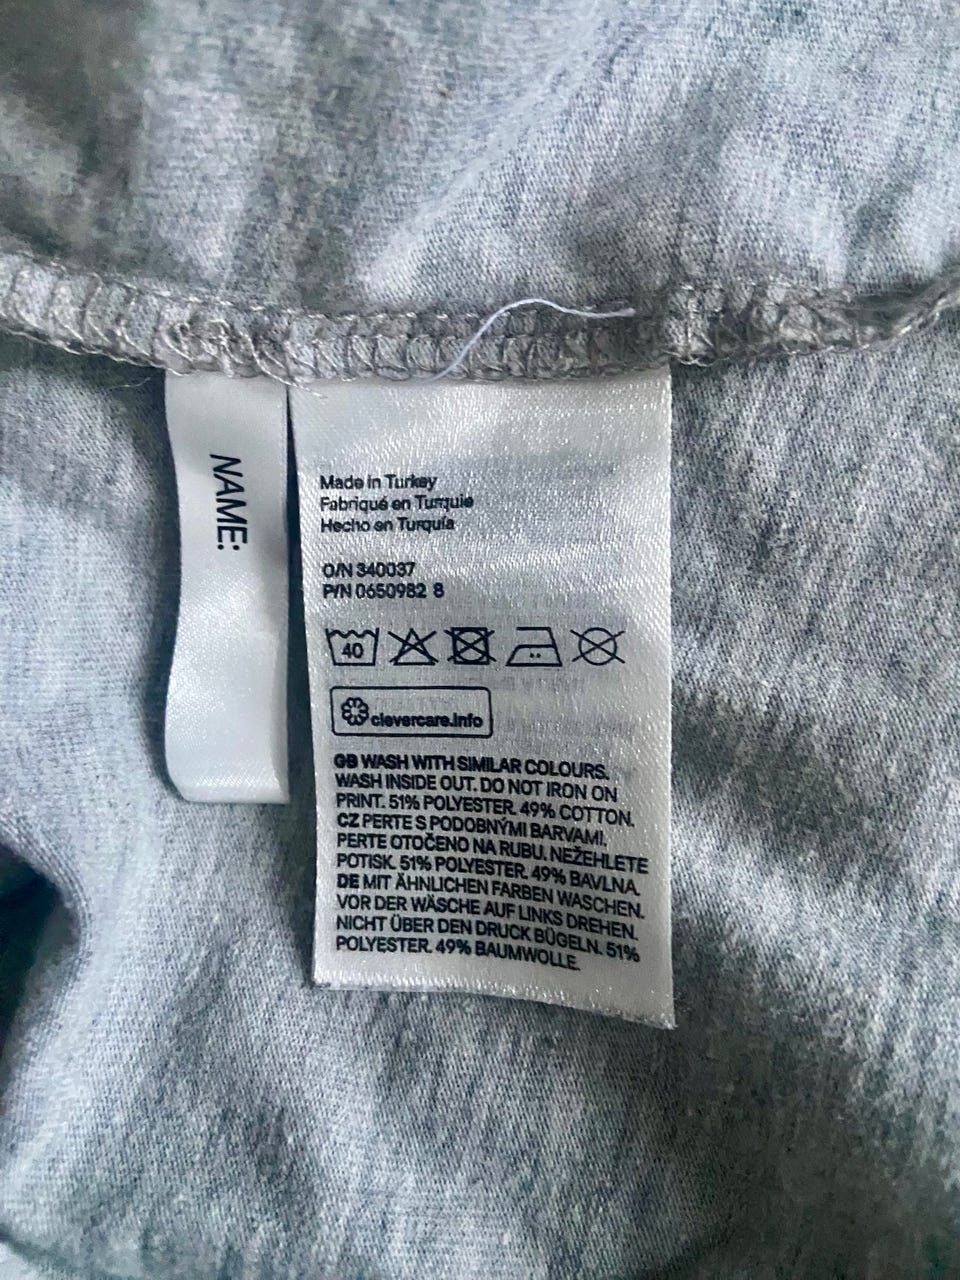 NAME:
Made in Turkey
Fabriqué en Turquie
Hecho en Turquía
O/N 340037
P/N 0650982 8
40
clevercare.info
GB WASH WITH SIMILAR COLOURS.
WASH INSIDE OUT. DO NOT IRON ON
PRINT. 51% POLYESTER. 49% COTTON.
CZ PERTE S PODOBNÝMI BARVAMI.
PERTE OTOČENO NA RUBU. NEŽEHLETE
POTISK. 51% POLYESTER. 49% BAVLNA.
DE MIT ÄHNLICHEN FARBEN WASCHEN.
VOR DER WÄSCHE AUF LINKS DREHEN.
NICHT ÜBER DEN DRUCK BÜGELN. 51%
POLYESTER. 49% BAUMWOLLE.